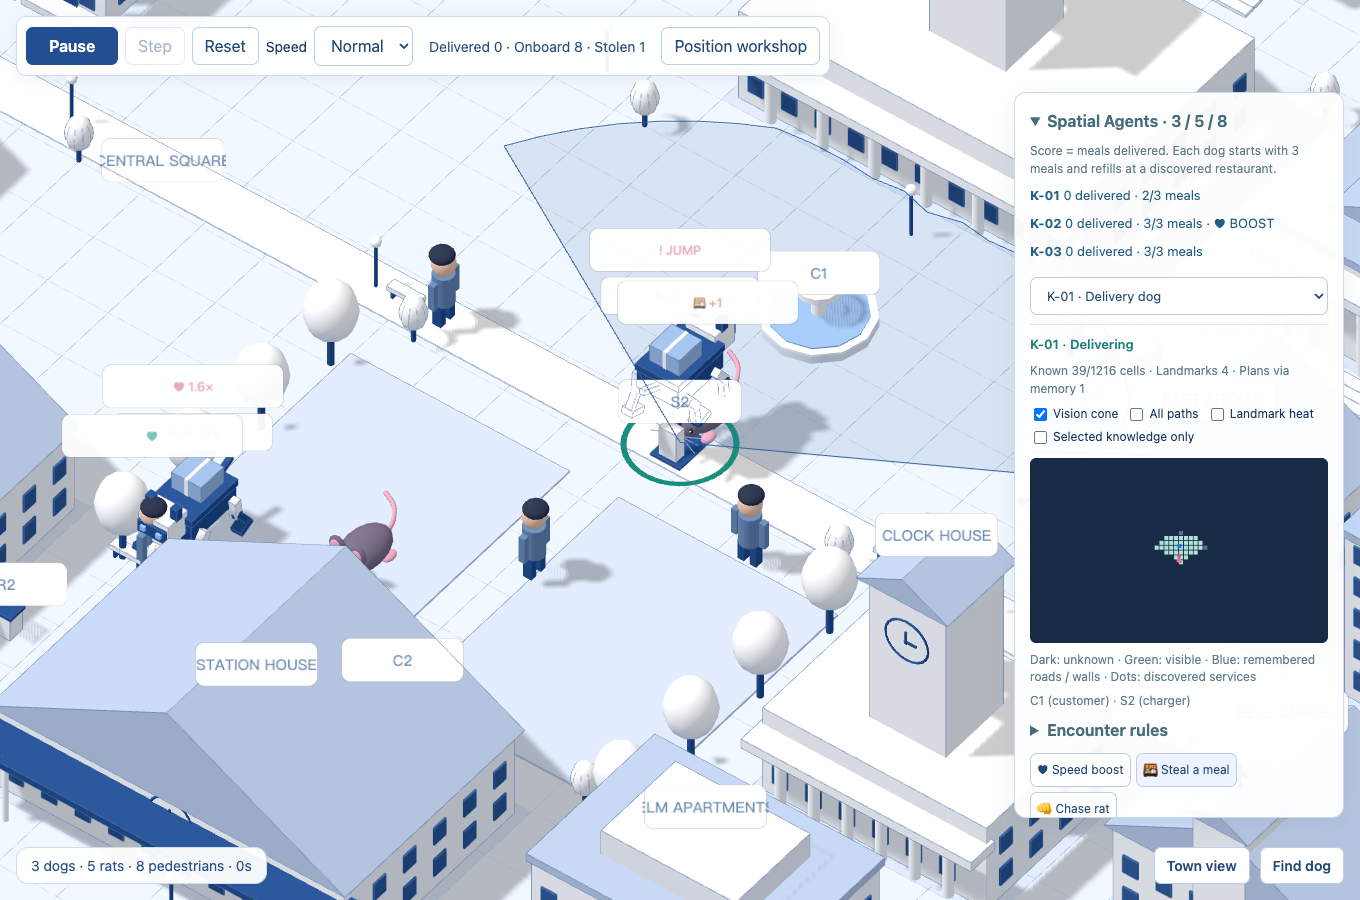 Pause
Step
Reset
Speed
Normal
Delivered 0 · Onboard 8 · Stolen 1
Position workshop
CENTRAL SQUARE
! JUMP
C1
🍱 +1
S2
♥ 1.6×
♥
R2
STATION HOUSE
C2
CLOCK HOUSE
ELM APARTMENTS
▼ Spatial Agents · 3 / 5 / 8
Score = meals delivered. Each dog starts with 3
meals and refills at a discovered restaurant.
K-01 0 delivered · 2/3 meals
K-02 0 delivered · 3/3 meals · ♥ BOOST
K-03 0 delivered · 3/3 meals
K-01 · Delivery dog
K-01 · Delivering
Known 39/1216 cells · Landmarks 4 · Plans via
memory 1
Vision cone
All paths
Landmark heat
Selected knowledge only
Dark: unknown · Green: visible · Blue: remembered
roads / walls · Dots: discovered services
C1 (customer) · S2 (charger)
▶ Encounter rules
♥ Speed boost
🍱 Steal a meal
👊 Chase rat
3 dogs · 5 rats · 8 pedestrians · 0s
Town view
Find dog